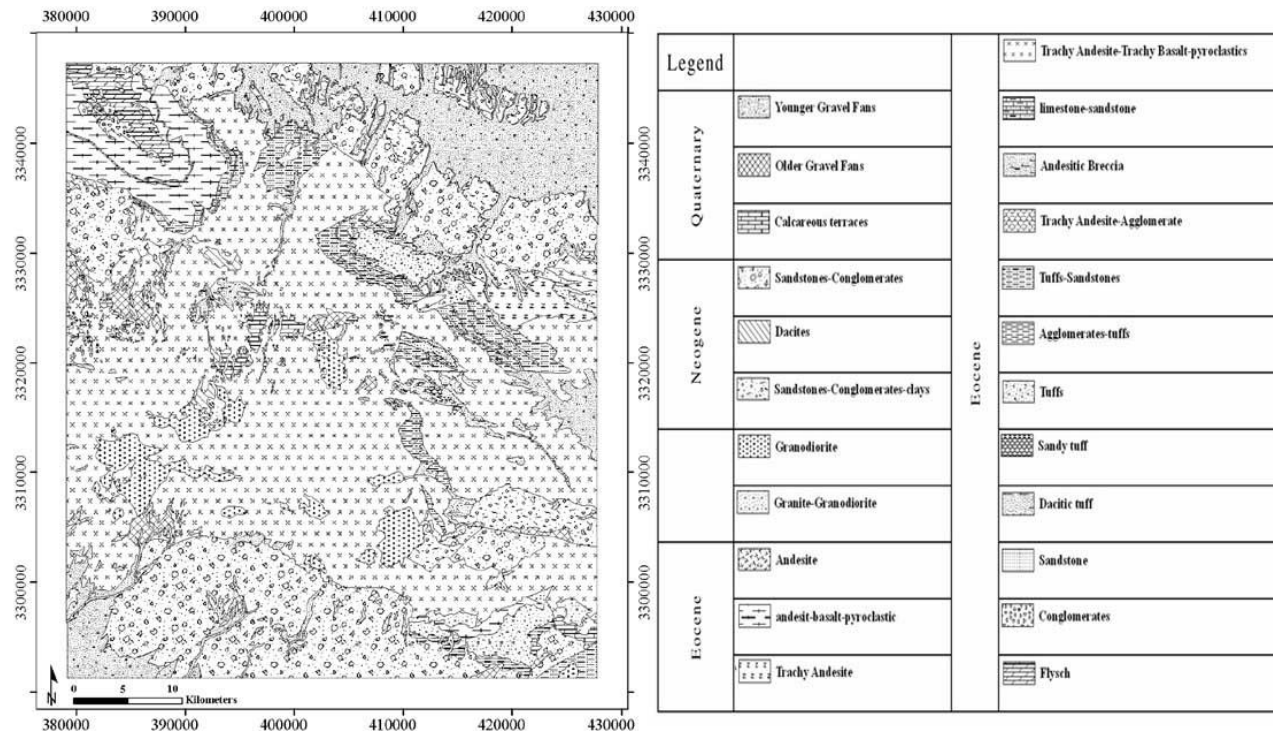 380000 390000 400000 410000 420000 430000
3340000 3340000
3330000 3330000
3320000 3320000
3310000 3310000
3300000 3300000
N
0 5 10
Kilometers
380000 390000 400000 410000 420000 430000
Legend
Quaternary
Younger Gravel Fans
Older Gravel Fans
Calcareous terraces
Neogene
Sandstones-Conglomerates
Dacites
Sandstones-Conglomerates-clays
Granodiorite
Granite-Granodiorite
Eocene
Andesite
andesit-basalt-pyroclastic
Trachy Andesite
Eocene
Trachy Andesite-Trachy Basalt-pyroclastics
limestone-sandstone
Andesitic Breccia
Trachy Andesite-Agglomerate
Tuffs-Sandstones
Agglomerates-tuffs
Tuffs
Sandy tuff
Dacitic tuff
Sandstone
Conglomerates
Flysch